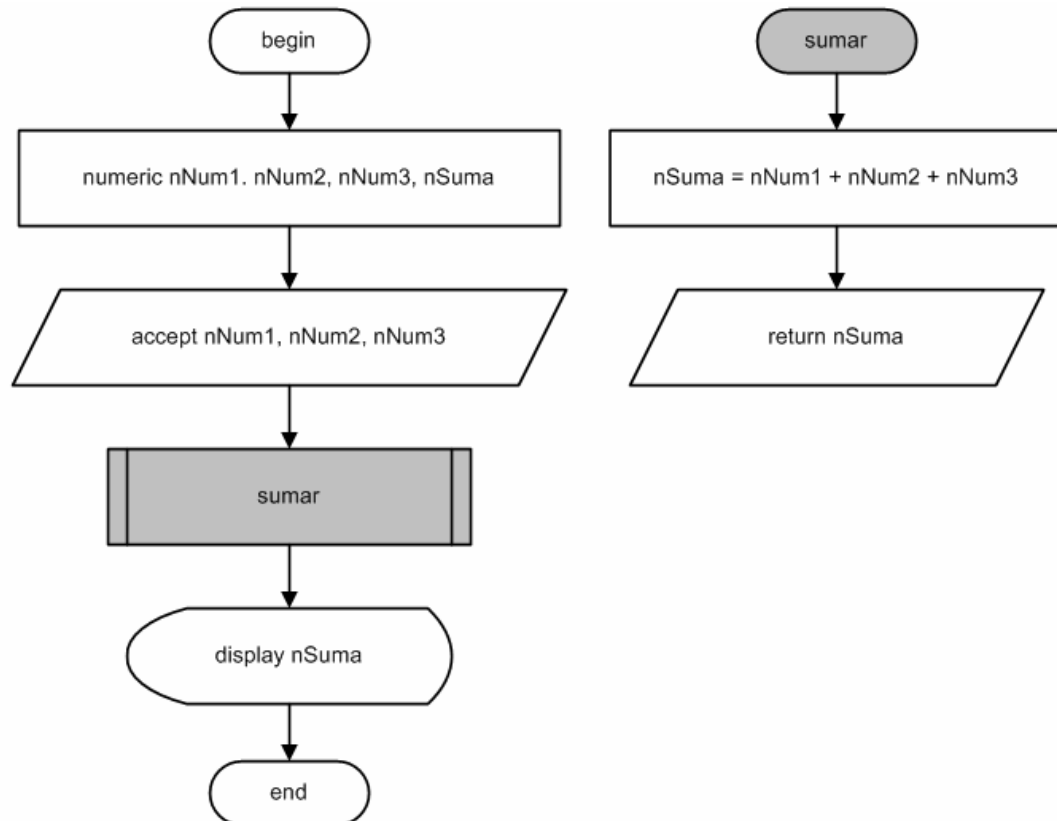 begin
numeric nNum1. nNum2, nNum3, nSuma
accept nNum1, nNum2, nNum3
sumar
display nSuma
end
sumar
nSuma = nNum1 + nNum2 + nNum3
return nSuma